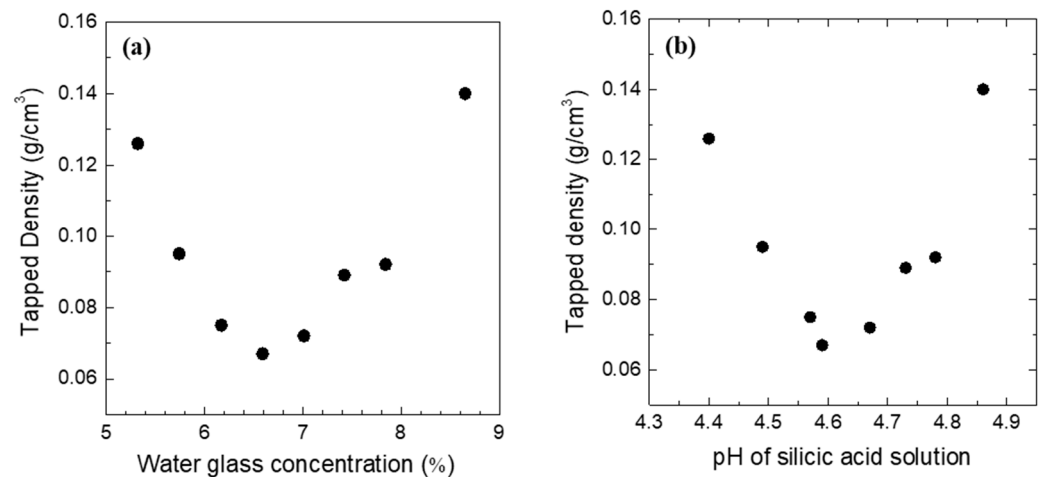 (a)
Tapped Density (g/cm³)
0.16
0.14
0.12
0.10
0.08
0.06
5 6 7 8 9
Water glass concentration (%)
(b)
Tapped density (g/cm³)
0.16
0.14
0.12
0.10
0.08
0.06
4.3 4.4 4.5 4.6 4.7 4.8 4.9
pH of silicic acid solution